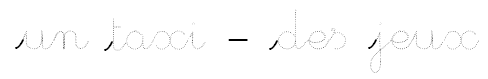 un taxi - des jeux